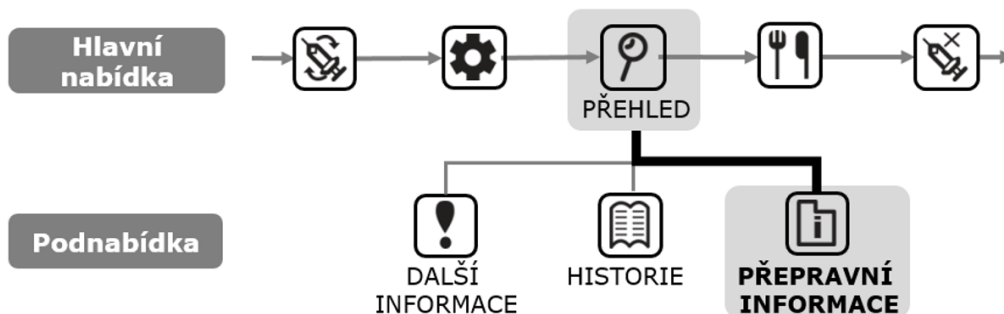 Hlavní
nabídka
PŘEHLED
Podnabídka
DALŠÍ
INFORMACE
HISTORIE
PŘEPRAVNÍ
INFORMACE